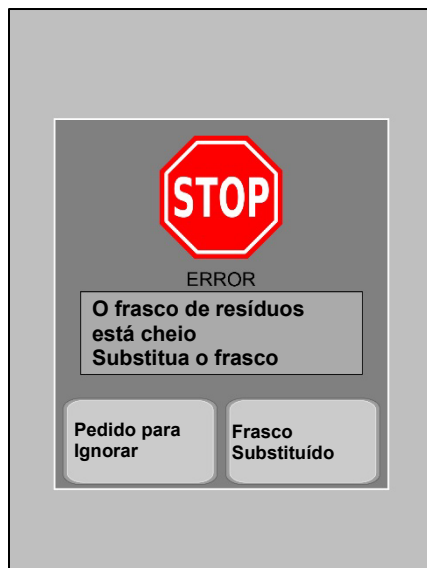 STOP
ERROR
O frasco de resíduos
está cheio
Substitua o frasco
Pedido para
Ignorar
Frasco
Substituído